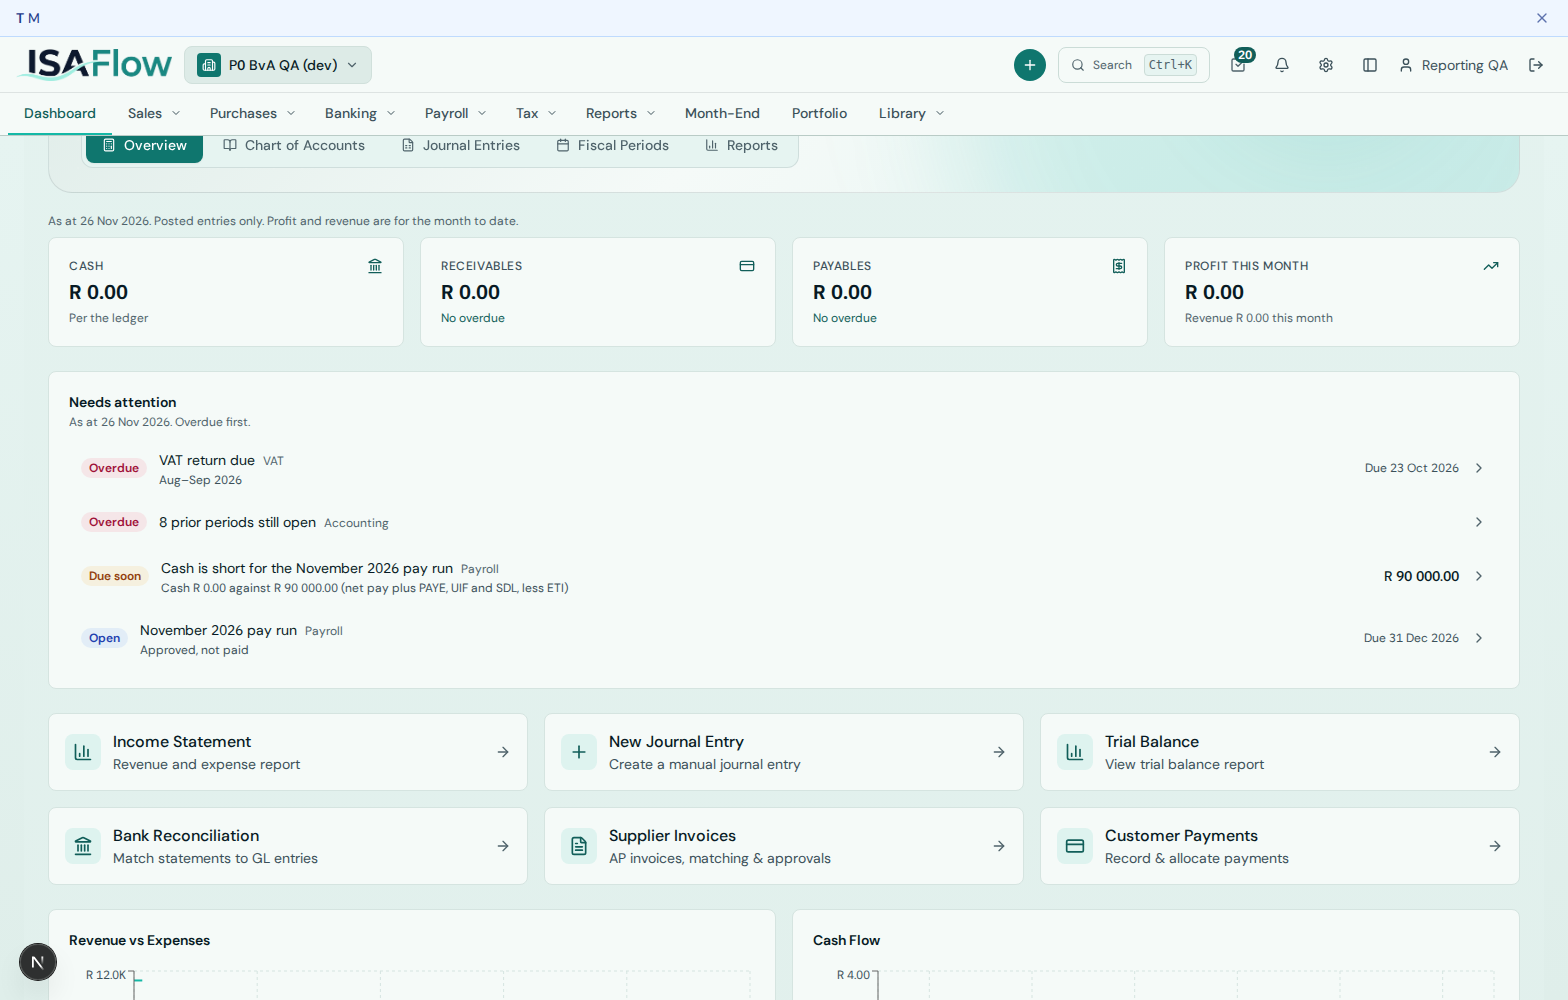 T M
ISAFlow
P0 BvA QA (dev)
Search Ctrl+K
20
Reporting QA
Dashboard Sales Purchases Banking Payroll Tax Reports Month-End Portfolio Library
Overview Chart of Accounts Journal Entries Fiscal Periods Reports
As at 26 Nov 2026. Posted entries only. Profit and revenue are for the month to date.
CASH
R 0.00
Per the ledger
RECEIVABLES
R 0.00
No overdue
PAYABLES
R 0.00
No overdue
PROFIT THIS MONTH
R 0.00
Revenue R 0.00 this month
Needs attention
As at 26 Nov 2026. Overdue first.
Overdue VAT return due VAT
Aug–Sep 2026
Due 23 Oct 2026
Overdue 8 prior periods still open Accounting
Due soon Cash is short for the November 2026 pay run Payroll
Cash R 0.00 against R 90 000.00 (net pay plus PAYE, UIF and SDL, less ETI)
R 90 000.00
Open November 2026 pay run Payroll
Approved, not paid
Due 31 Dec 2026
Income Statement
Revenue and expense report
New Journal Entry
Create a manual journal entry
Trial Balance
View trial balance report
Bank Reconciliation
Match statements to GL entries
Supplier Invoices
AP invoices, matching & approvals
Customer Payments
Record & allocate payments
Revenue vs Expenses
R 12.0K
Cash Flow
R 4.00
N